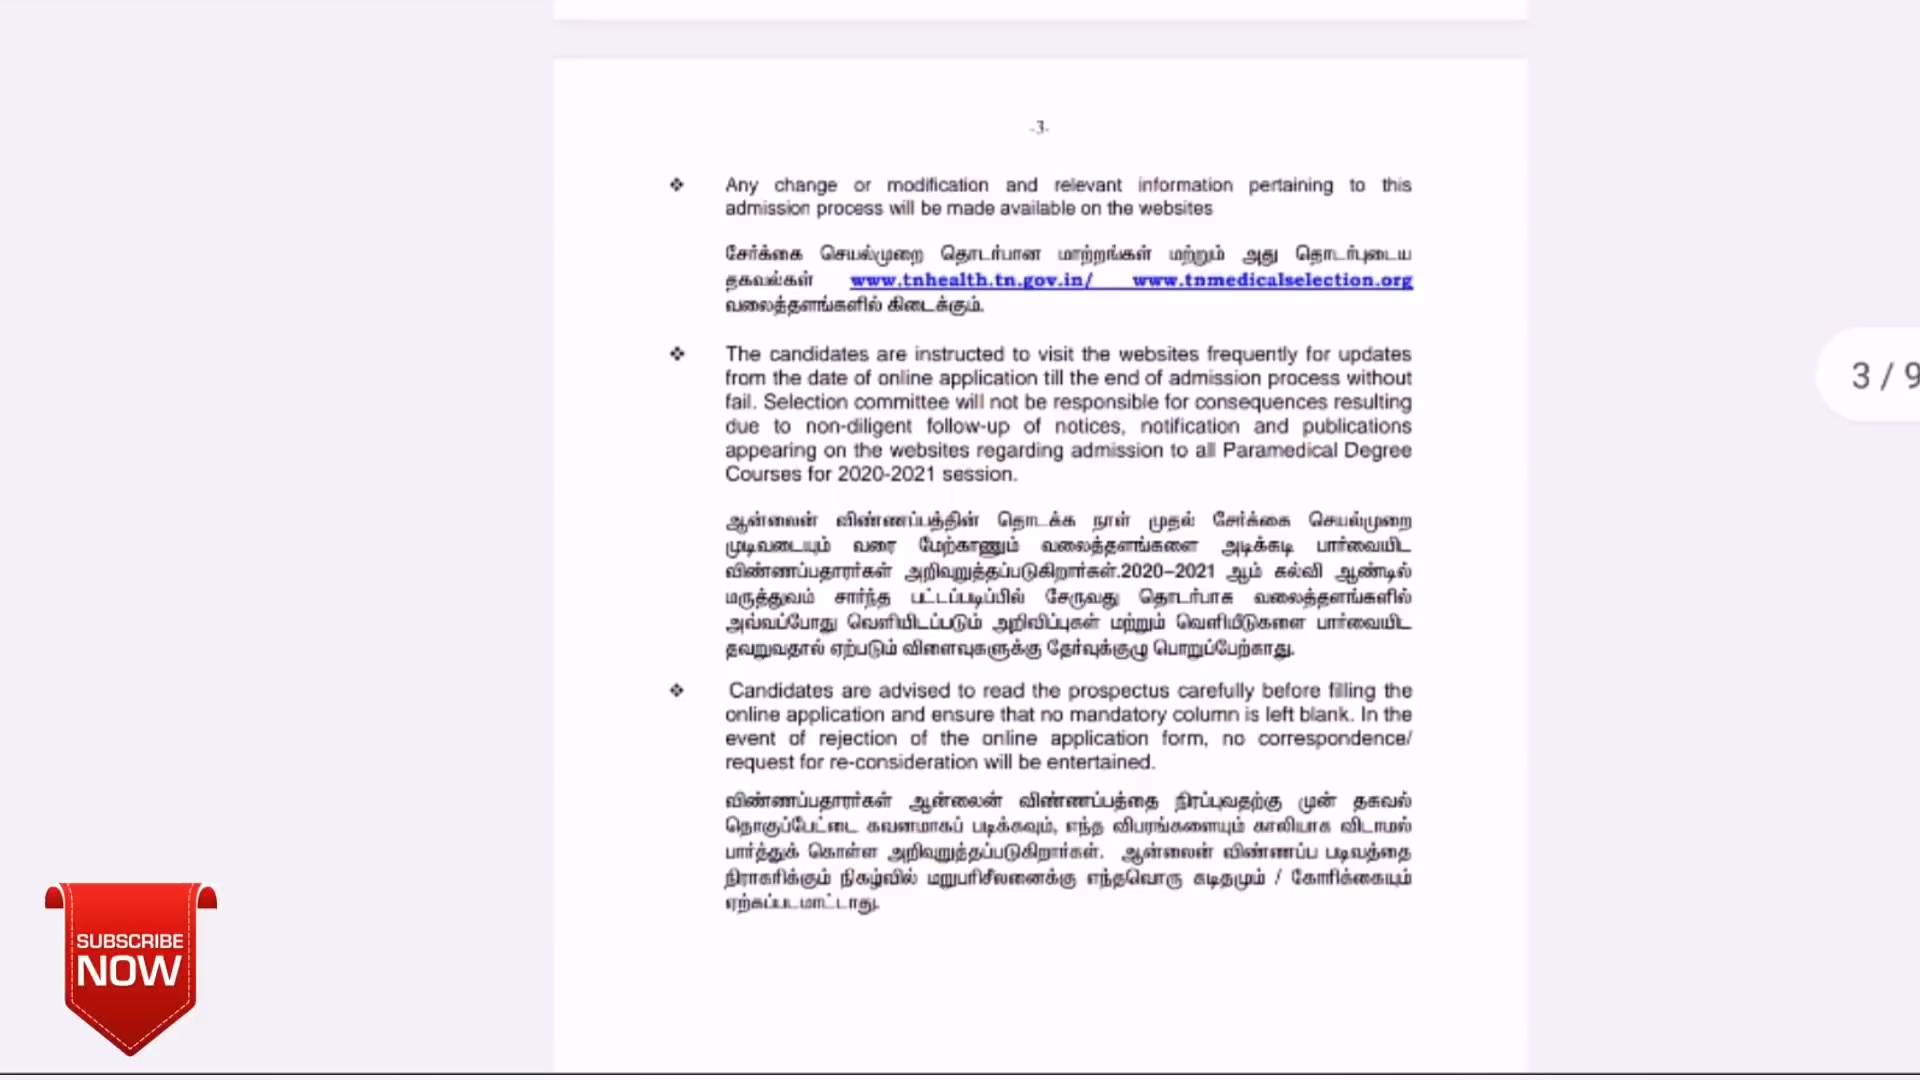 -3-
❖ Any change or modification and relevant information pertaining to this
admission process will be made available on the websites
சேர்க்கை செயல்முறை தொடர்பான மாற்றங்கள் மற்றும் அது தொடர்புடைய
தகவல்கள் www.tnhealth.tn.gov.in/ www.tnmedicalselection.org
வலைத்தளங்களில் கிடைக்கும்.
❖ The candidates are instructed to visit the websites frequently for updates
from the date of online application till the end of admission process without
fail. Selection committee will not be responsible for consequences resulting
due to non-diligent follow-up of notices, notification and publications
appearing on the websites regarding admission to all Paramedical Degree
Courses for 2020-2021 session.
ஆன்லைன் விண்ணப்பத்தின் தொடக்க நாள் முதல் சேர்க்கை செயல்முறை
முடிவடையும் வரை மேற்காணும் வலைத்தளங்களை அடிக்கடி பார்வையிட
விண்ணப்பதாரர்கள் அறிவுறுத்தப்படுகிறார்கள்.2020–2021 ஆம் கல்வி ஆண்டில்
மருத்துவம் சார்ந்த பட்டப்படிப்பில் சேருவது தொடர்பாக வலைத்தளங்களில்
அவ்வப்போது வெளியிடப்படும் அறிவிப்புகள் மற்றும் வெளியீடுகளை பார்வையிட
தவறுவதால் ஏற்படும் விளைவுகளுக்கு தேர்வுக்குழு பொறுப்பேற்காது.
❖ Candidates are advised to read the prospectus carefully before filling the
online application and ensure that no mandatory column is left blank. In the
event of rejection of the online application form, no correspondence/
request for re-consideration will be entertained.
விண்ணப்பதாரர்கள் ஆன்லைன் விண்ணப்பத்தை நிரப்புவதற்கு முன் தகவல்
தொகுப்பேட்டை கவனமாகப் படிக்கவும், எந்த விபரங்களையும் காலியாக விடாமல்
பார்த்துக் கொள்ள அறிவுறுத்தப்படுகிறார்கள். ஆன்லைன் விண்ணப்ப படிவத்தை
நிராகரிக்கும் நிகழ்வில் மறுபரிசீலனைக்கு எந்தவொரு கடிதமும் / கோரிக்கையும்
ஏற்கப்படமாட்டாது.
3 / 9
SUBSCRIBE
NOW